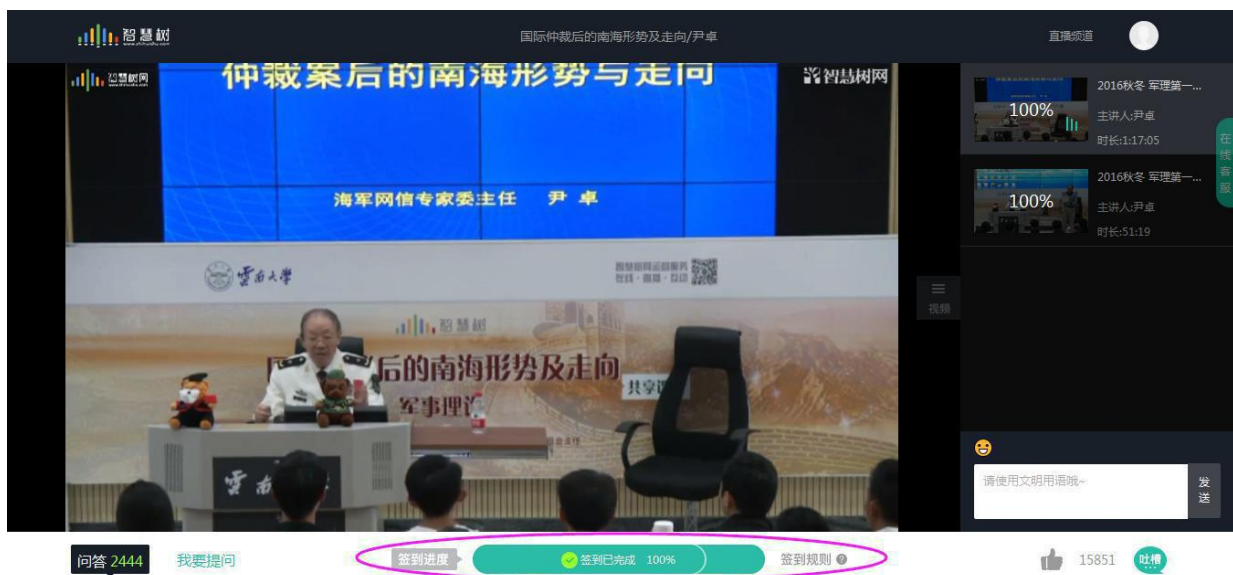 智慧树
www.zhihuishu.com
国际仲裁后的南海形势及走向/尹卓
直播频道
智慧树网
仲裁案后的南海形势与走向
智慧树网
海军网信专家委主任 尹 卓
雲南大學
智慧树
后的南海形势及走向
共享
军事理
雲南
视频
2016秋冬 军理第一...
100%
主讲人:尹卓
时长:1:17:05
2016秋冬 军理第一...
100%
主讲人:尹卓
时长:51:19
在线客服
请使用文明用语哦~
发送
问答 2444
我要提问
签到进度
签到已完成 100%
签到规则
15851
吐槽